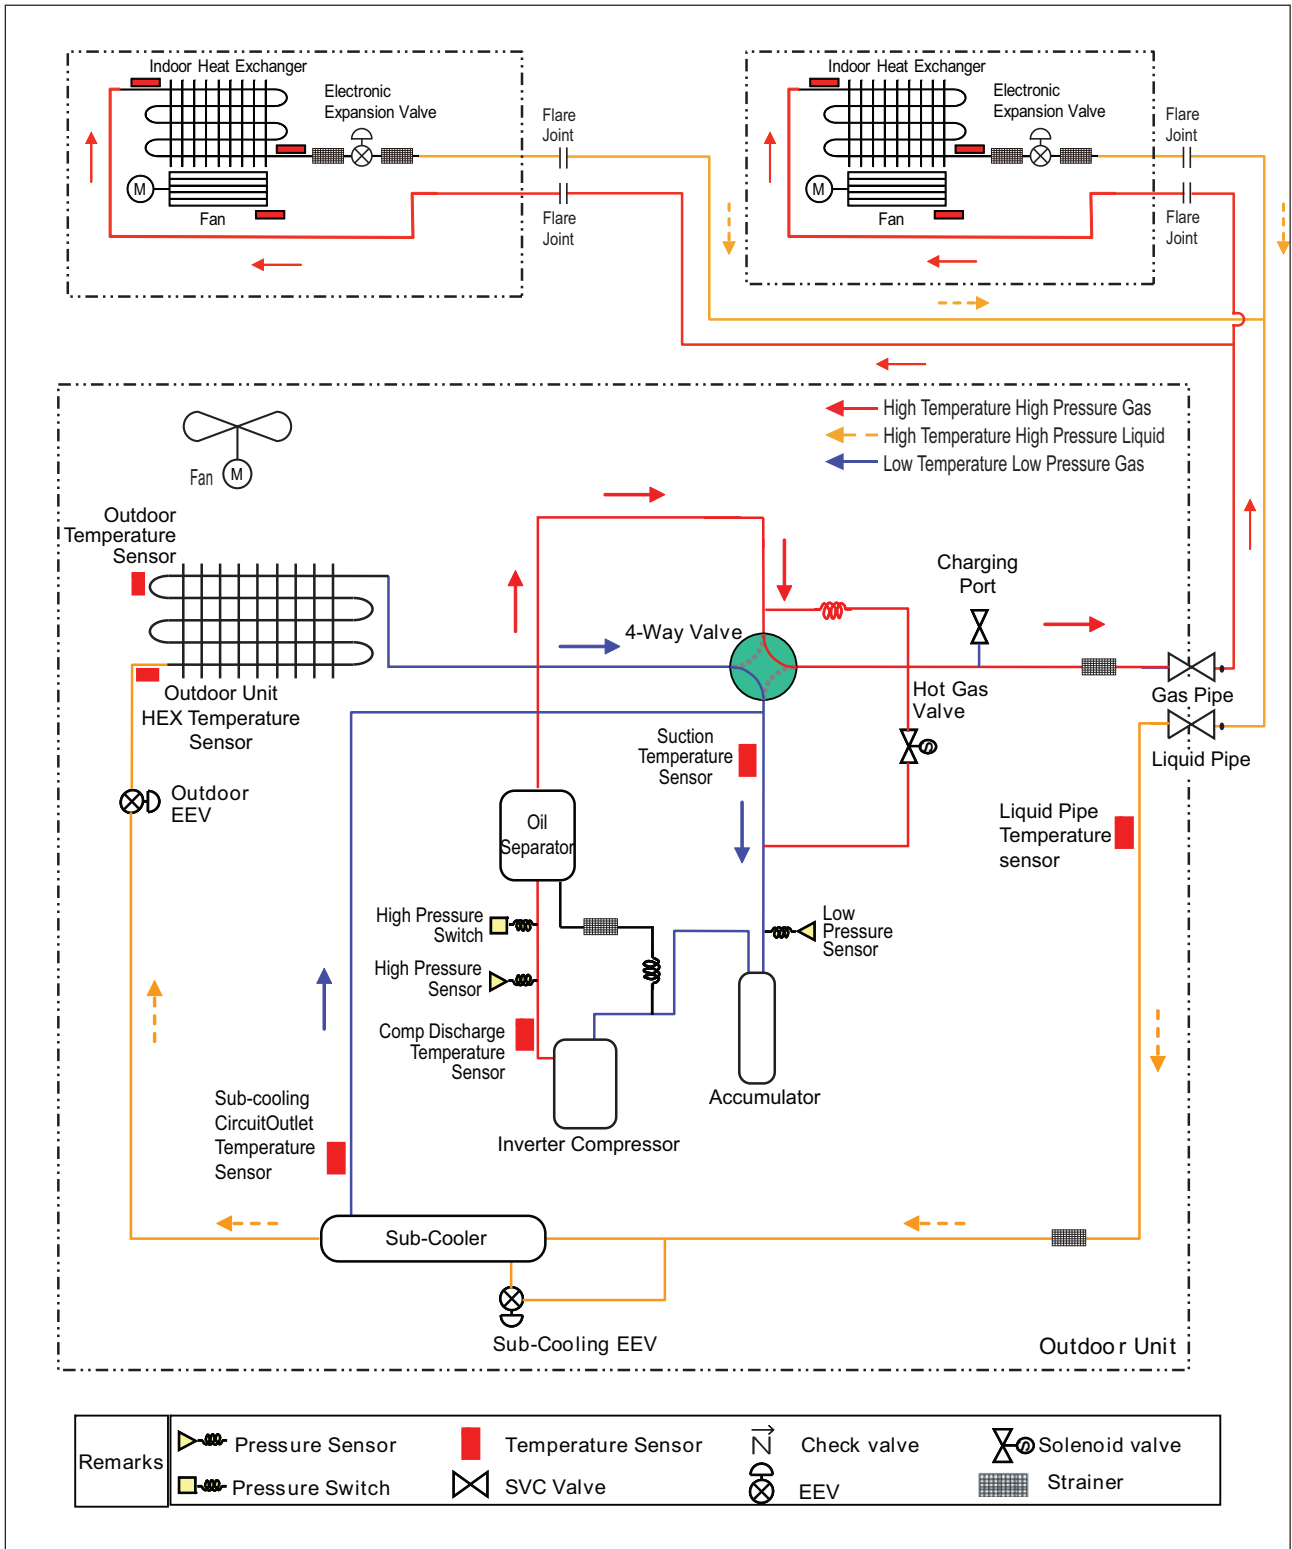 Indoor Heat Exchanger
Electronic
Expansion Valve
Flare
Joint
M
Fan
Flare
Joint
Indoor Heat Exchanger
Electronic
Expansion Valve
Flare
Joint
M
Fan
Flare
Joint
High Temperature High Pressure Gas
High Temperature High Pressure Liquid
Low Temperature Low Pressure Gas
Fan
M
Outdoor
Temperature
Sensor
Charging
Port
4-Way Valve
Outdoor Unit
HEX Temperature
Sensor
Hot Gas
Valve
S
Gas Pipe
Liquid Pipe
Suction
Temperature
Sensor
Outdoor
EEV
Oil
Separator
Liquid Pipe
Temperature
sensor
High Pressure
Switch
Low
Pressure
Sensor
High Pressure
Sensor
Comp Discharge
Temperature
Sensor
Accumulator
Sub-cooling
CircuitOutlet
Temperature
Sensor
Inverter Compressor
Sub-Cooler
Sub-Cooling EEV
Outdoor Unit
Remarks
Pressure Sensor
Temperature Sensor
Check valve
S
Solenoid valve
Pressure Switch
SVC Valve
EEV
Strainer